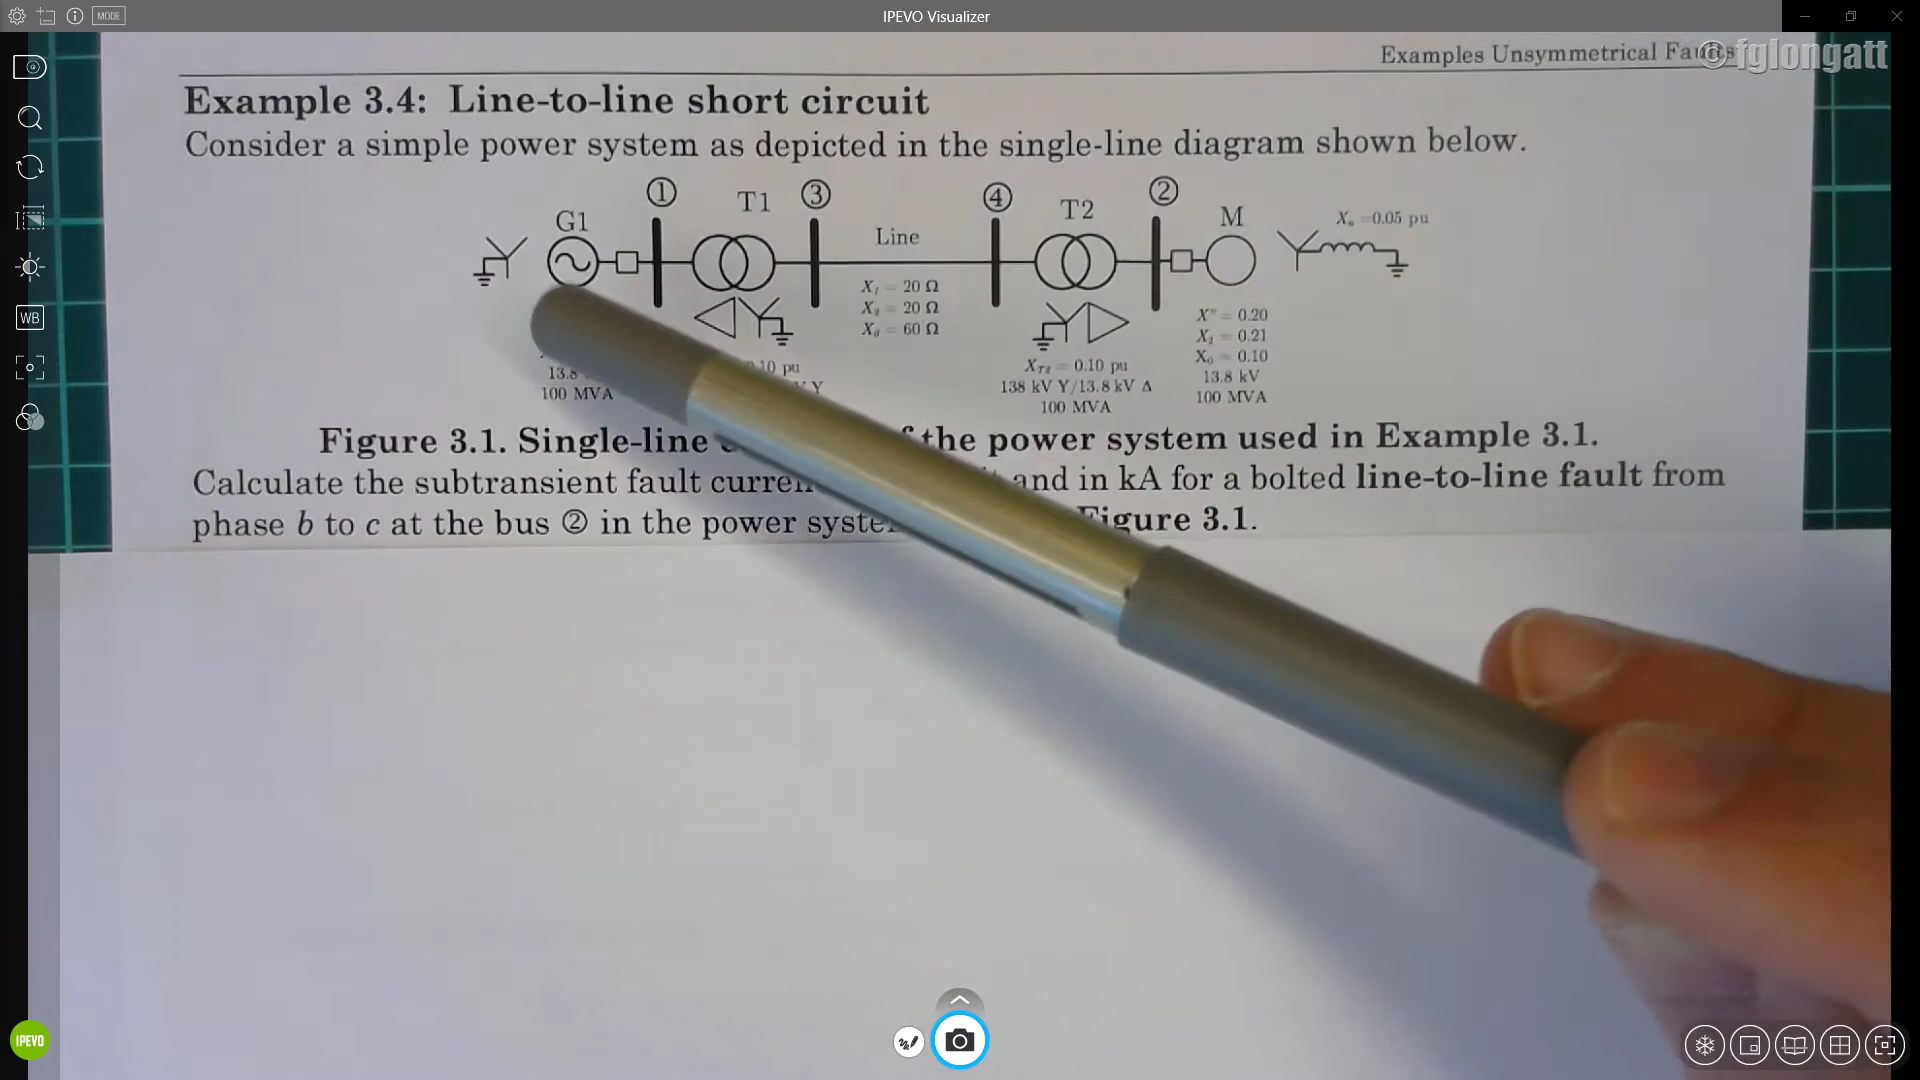 MODE
IPEVO Visualizer
Examples Unsymmetrical Faults
© fglongatt
Example 3.4: Line-to-line short circuit
Consider a simple power system as depicted in the single-line diagram shown below.
① T1 ③ ④ T2 ②
G1 Line M Xₙ =0.05 pu
X₁ = 20 Ω
X₂ = 20 Ω
X₀ = 60 Ω
13.8
100 MVA
10 pu
Y
X_T2 = 0.10 pu
138 kV Y/13.8 kV Δ
100 MVA
X" = 0.20
X₂ = 0.21
X₀ = 0.10
13.8 kV
100 MVA
Figure 3.1. Single-line the power system used in Example 3.1.
Calculate the subtransient fault and in kA for a bolted line-to-line fault from
phase b to c at the bus ② in the power Figure 3.1.
WB
IPEVO